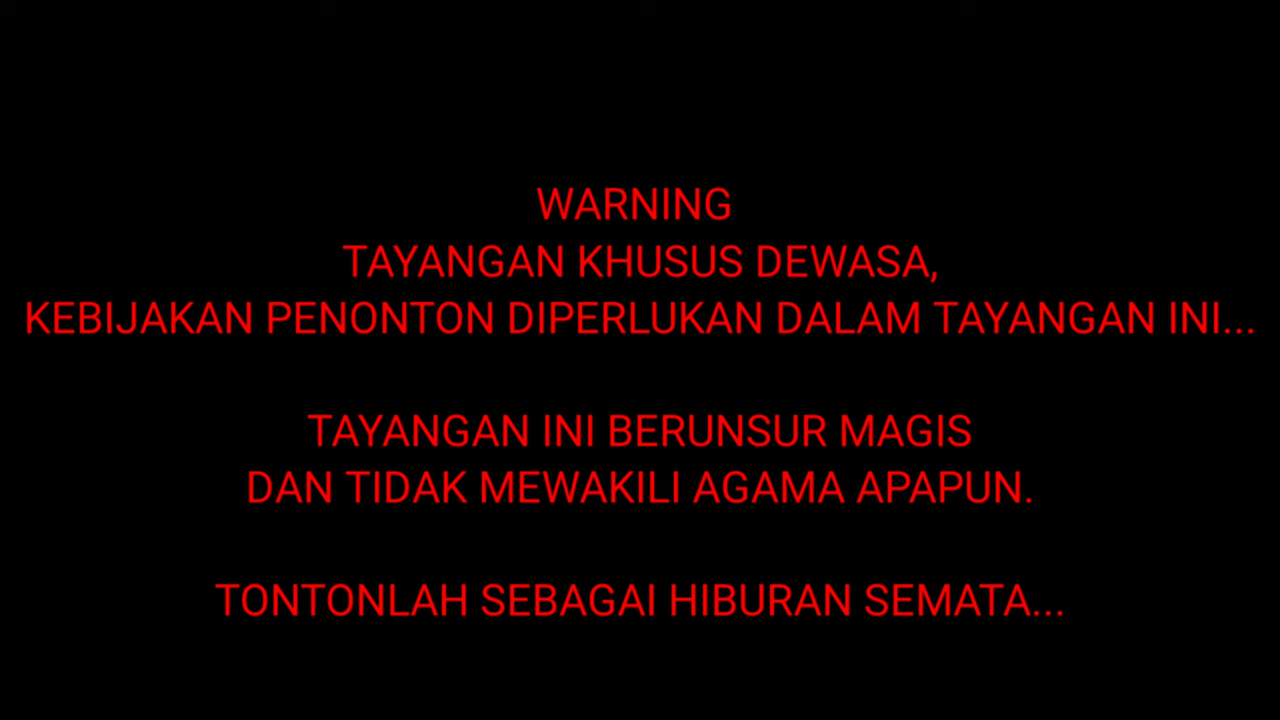 WARNING
TAYANGAN KHUSUS DEWASA,
KEBIJAKAN PENONTON DIPERLUKAN DALAM TAYANGAN INI...
TAYANGAN INI BERUNSUR MAGIS
DAN TIDAK MEWAKILI AGAMA APAPUN.
TONTONLAH SEBAGAI HIBURAN SEMATA...